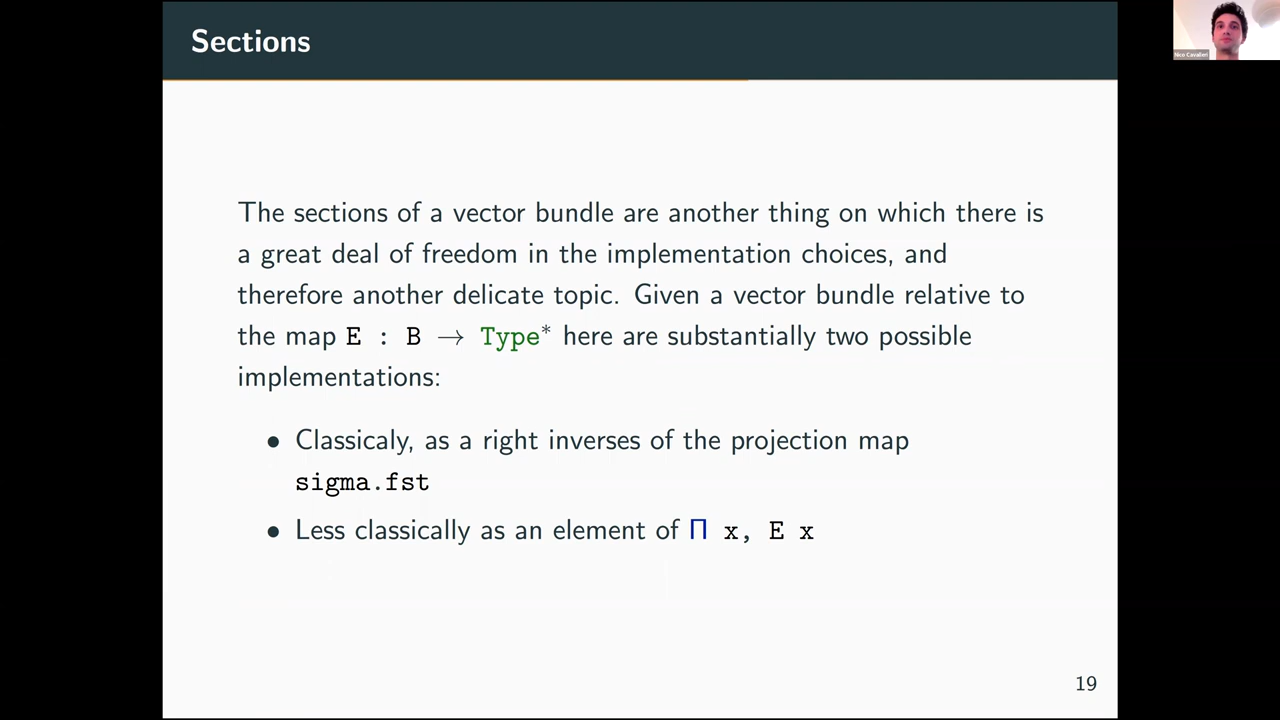 Sections
Nico Cavalleri
The sections of a vector bundle are another thing on which there is
a great deal of freedom in the implementation choices, and
therefore another delicate topic. Given a vector bundle relative to
the map E : B → Type* here are substantially two possible
implementations:
• Classicaly, as a right inverses of the projection map
sigma.fst
• Less classically as an element of Π x, E x
19